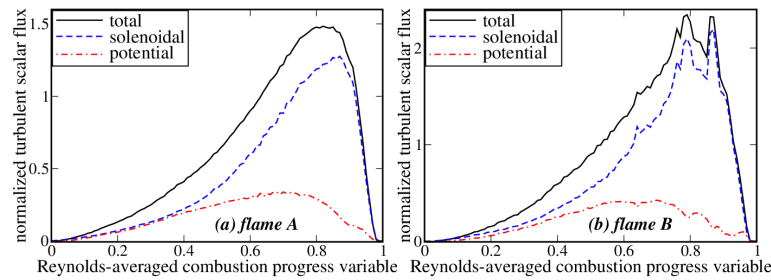 total
solenoidal
potential
normalized turbulent scalar flux
1.5
1
0.5
0
(a) flame A
0 0.2 0.4 0.6 0.8 1
Reynolds-averaged combustion progress variable
total
solenoidal
potential
normalized turbulent scalar flux
2
1
0
(b) flame B
0 0.2 0.4 0.6 0.8 1
Reynolds-averaged combustion progress variable